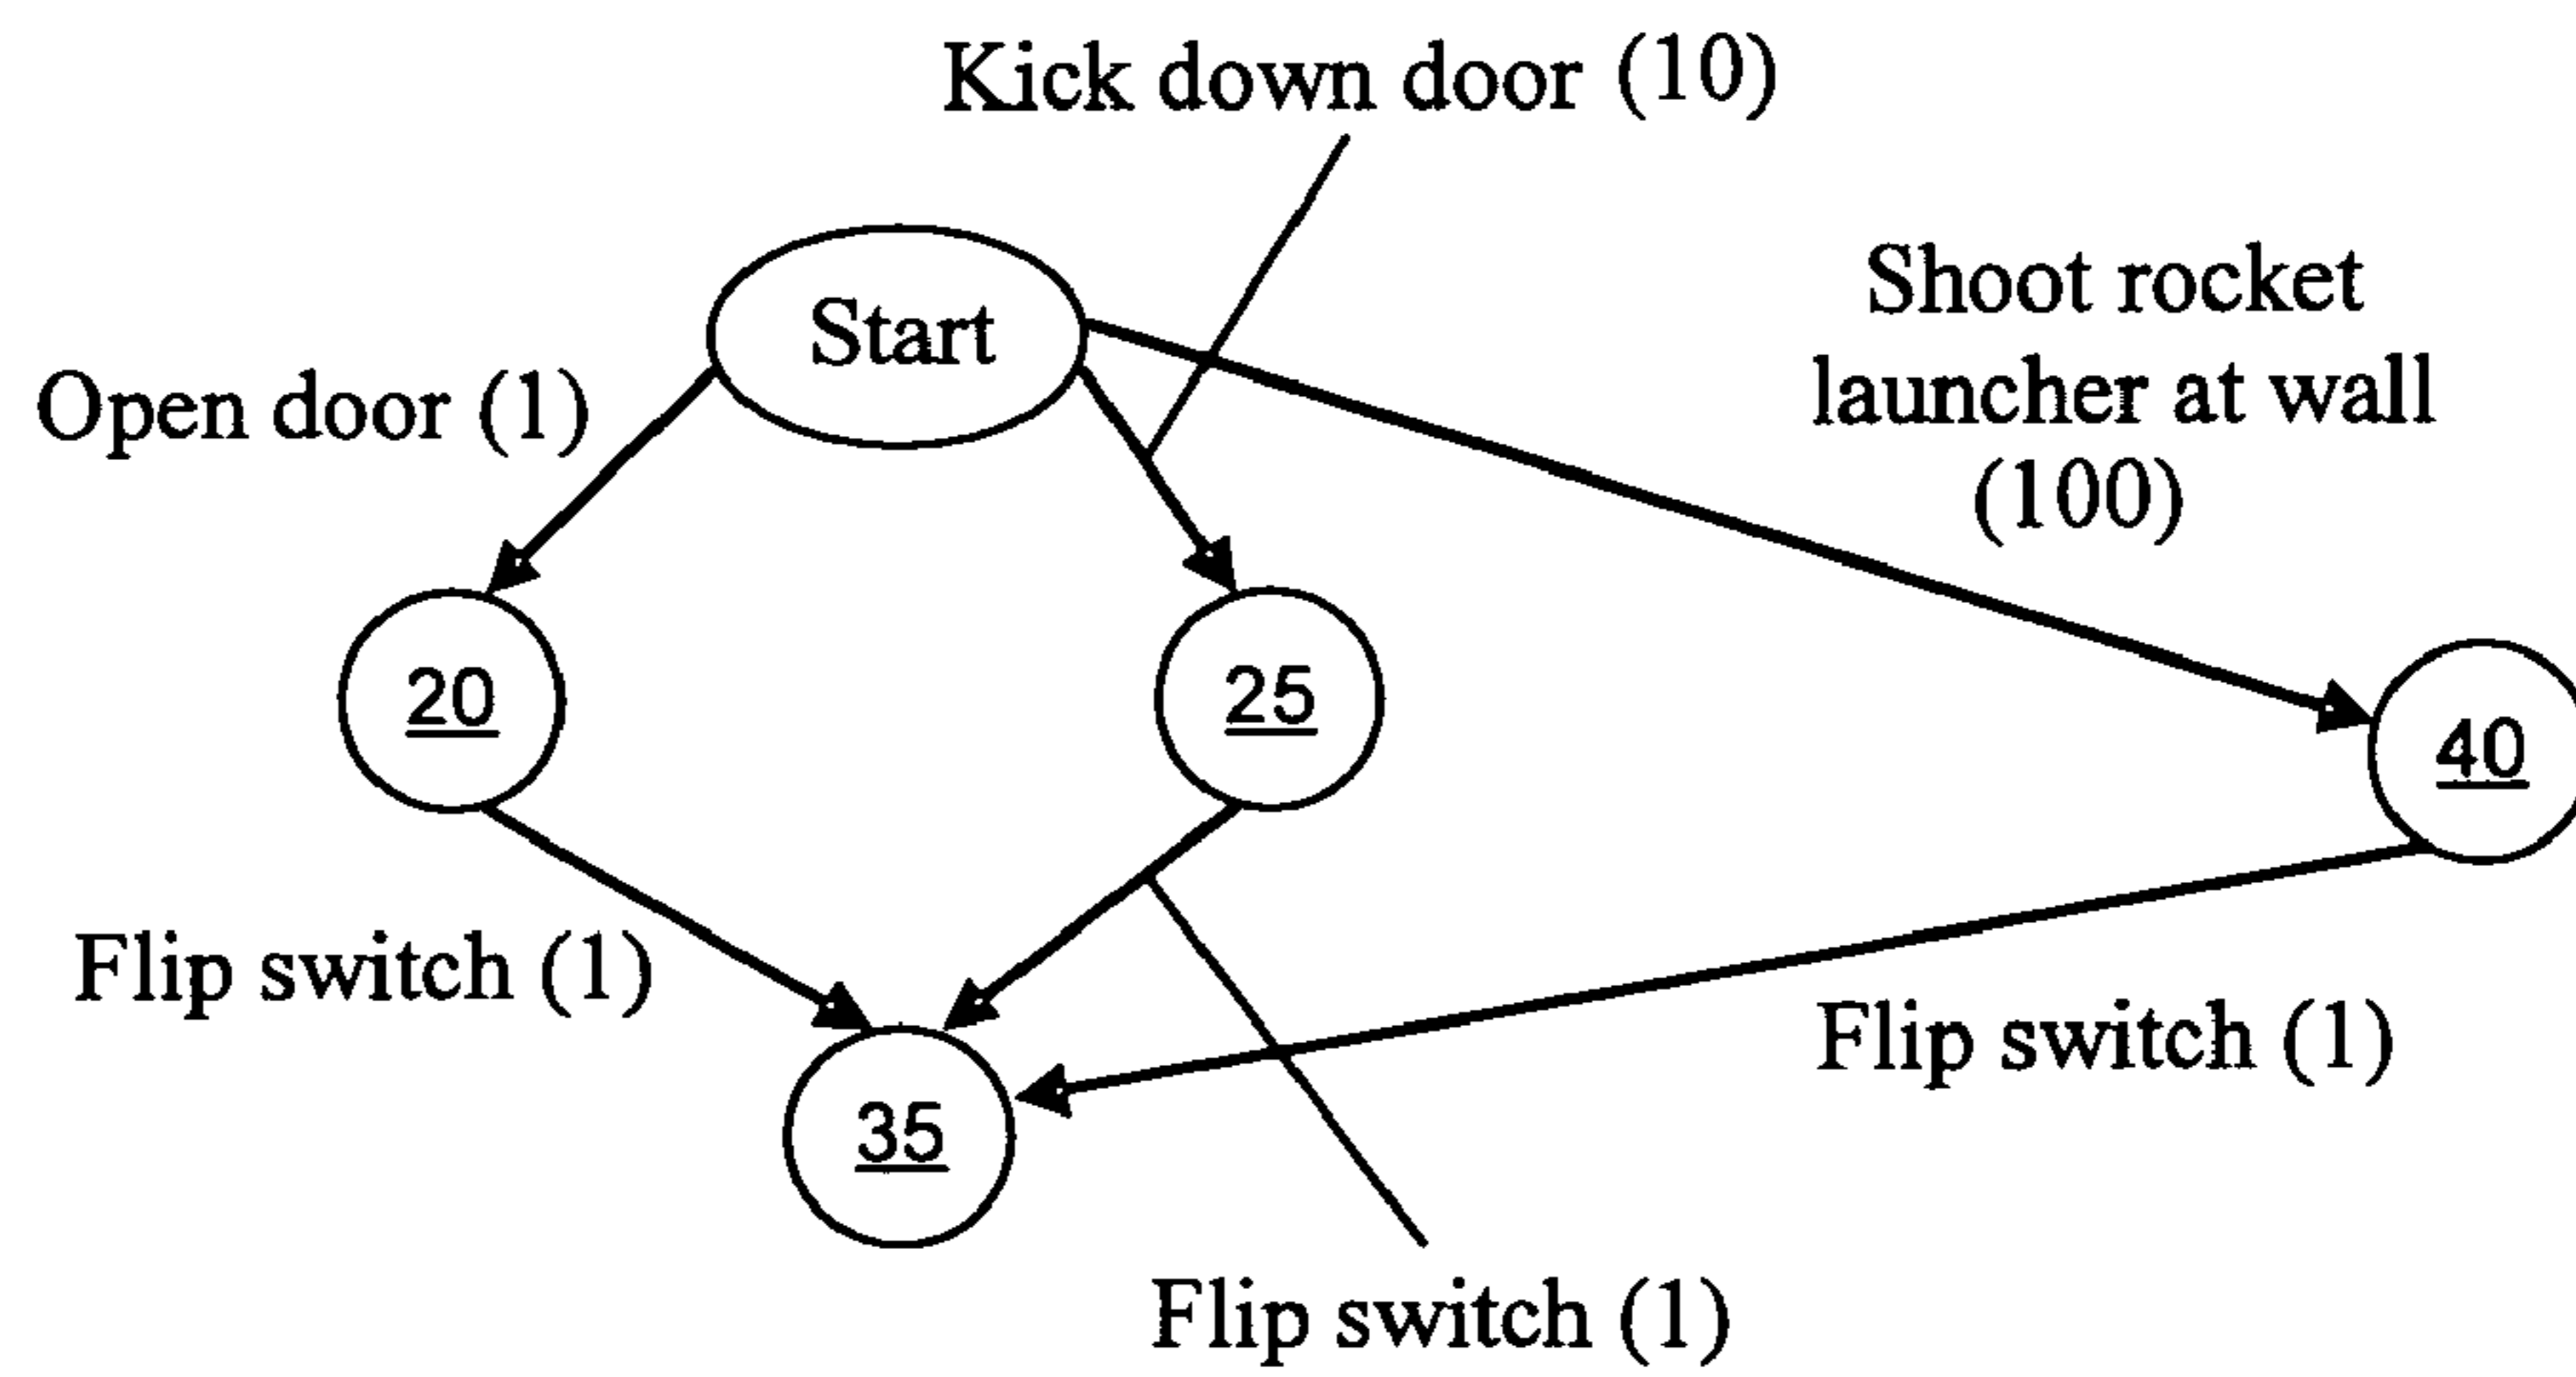 Kick down door (10)
Start
Shoot rocket
launcher at wall
(100)
Open door (1)
20
25
40
Flip switch (1)
Flip switch (1)
35
Flip switch (1)